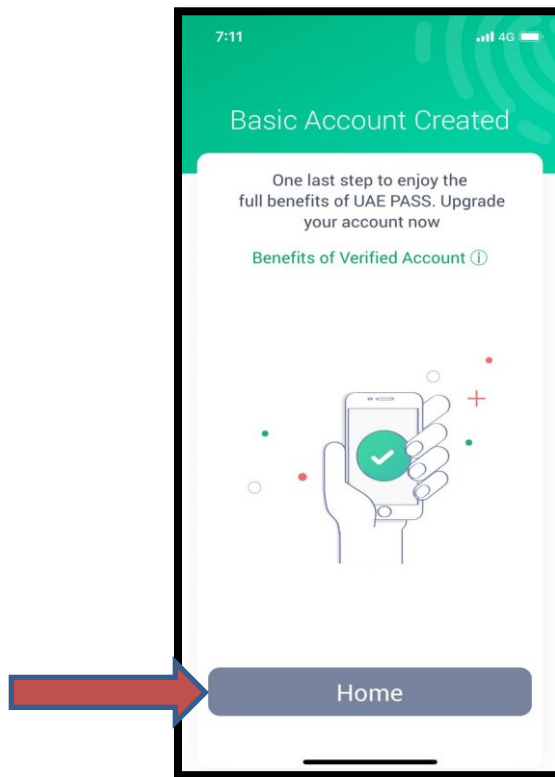 7:11
4G
Basic Account Created
One last step to enjoy the
full benefits of UAE PASS. Upgrade
your account now
Benefits of Verified Account ⓘ
Home